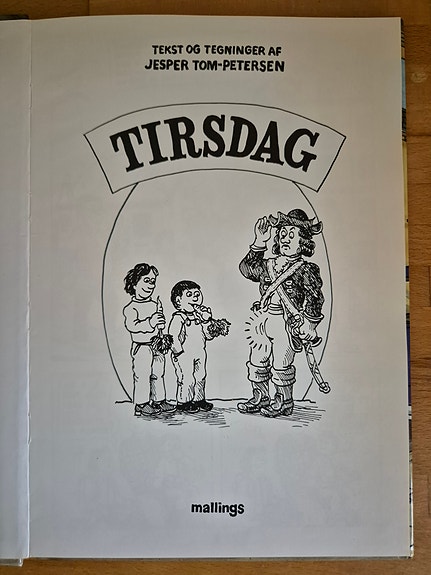 TEKST OG TEGNINGER AF
JESPER TOM-PETERSEN
TIRSDAG
mallings